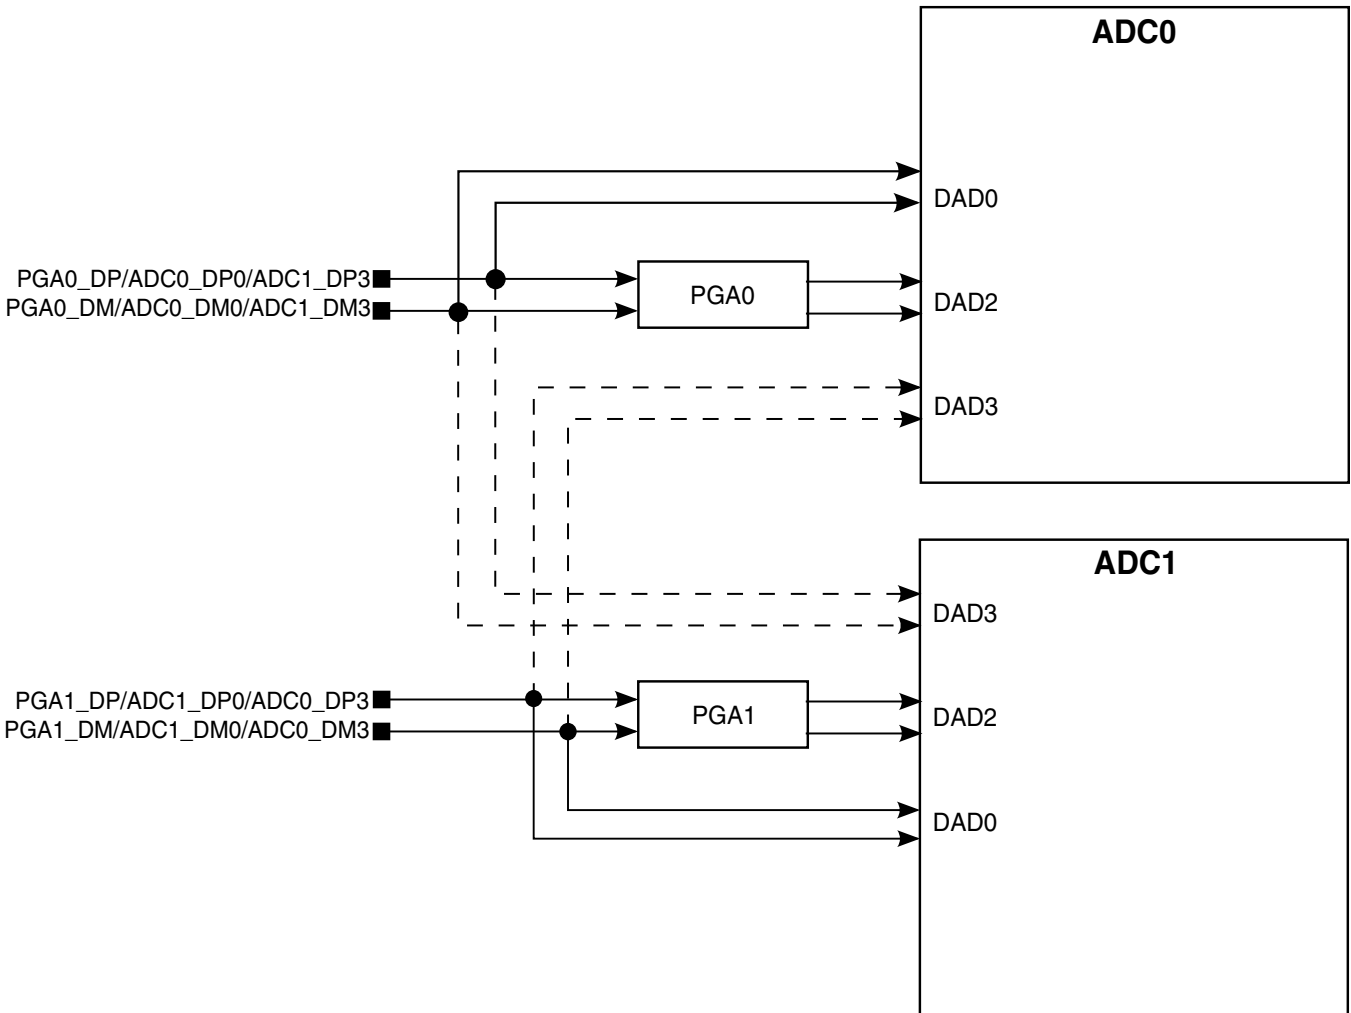 ADC0
DAD0
PGA0_DP/ADC0_DP0/ADC1_DP3
PGA0_DM/ADC0_DM0/ADC1_DM3
PGA0
DAD2
DAD3
ADC1
DAD3
PGA1_DP/ADC1_DP0/ADC0_DP3
PGA1_DM/ADC1_DM0/ADC0_DM3
PGA1
DAD2
DAD0